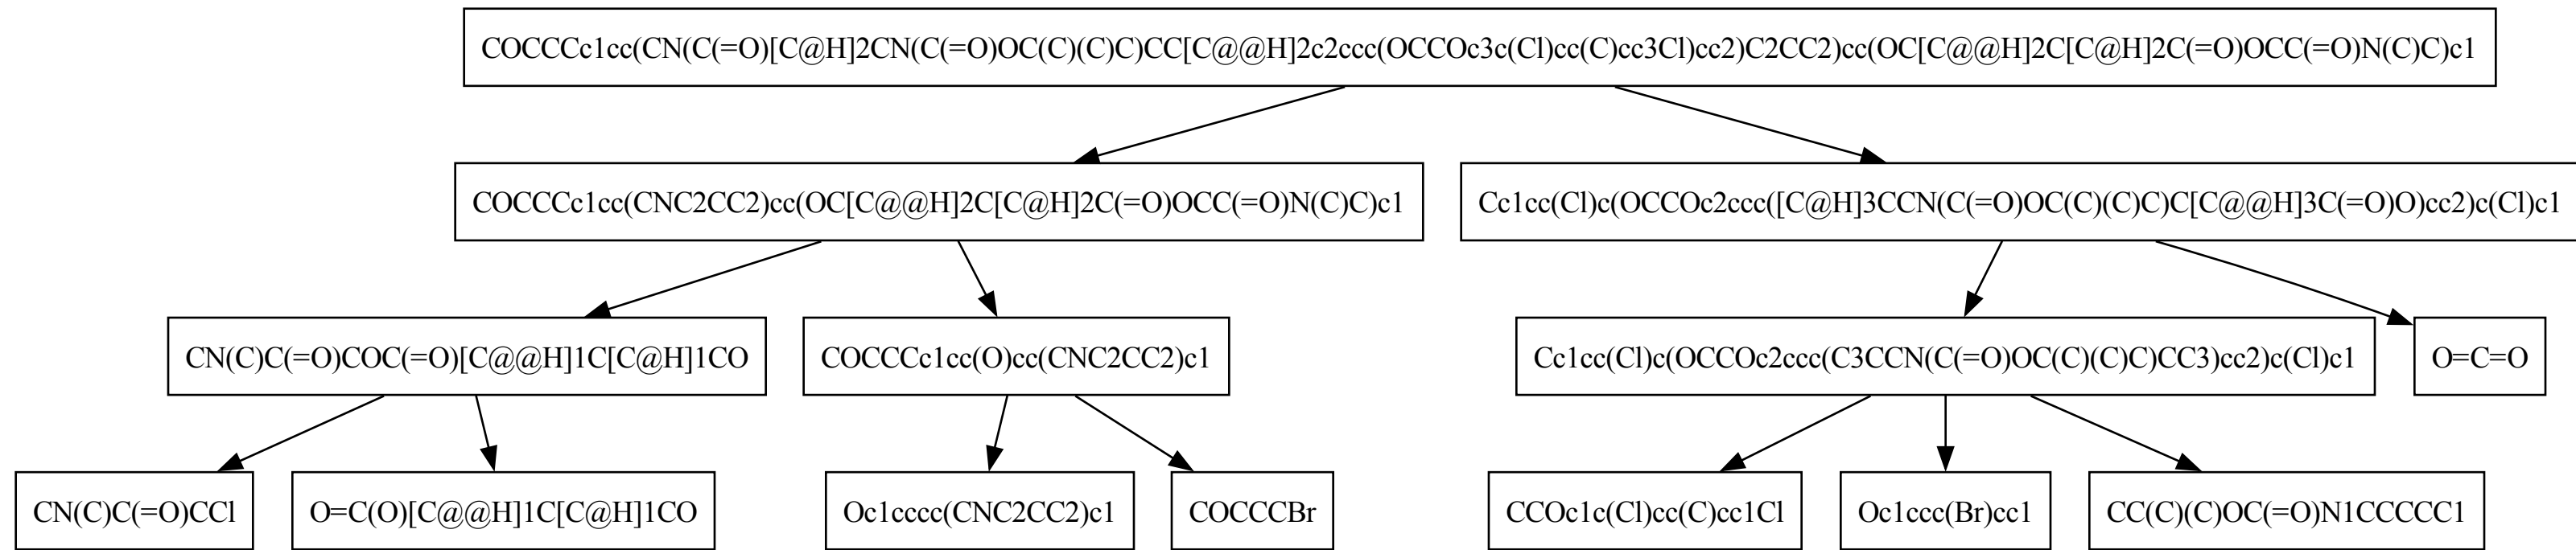 COCCCc1cc(CN(C(=O)[C@H]2CN(C(=O)OC(C)(C)C)CC[C@@H]2c2ccc(OCCOc3c(Cl)cc(C)cc3Cl)cc2)C2CC2)cc(OC[C@@H]2C[C@H]2C(=O)OCC(=O)N(C)C)c1
COCCCc1cc(CNC2CC2)cc(OC[C@@H]2C[C@H]2C(=O)OCC(=O)N(C)C)c1
Cc1cc(Cl)c(OCCOc2ccc([C@H]3CCN(C(=O)OC(C)(C)C)C[C@@H]3C(=O)O)cc2)c(Cl)c1
CN(C)C(=O)COC(=O)[C@@H]1C[C@H]1CO
COCCCc1cc(O)cc(CNC2CC2)c1
Cc1cc(Cl)c(OCCOc2ccc(C3CCN(C(=O)OC(C)(C)C)CC3)cc2)c(Cl)c1
O=C=O
CN(C)C(=O)CCl
O=C(O)[C@@H]1C[C@H]1CO
Oc1cccc(CNC2CC2)c1
COCCCBr
CCOc1c(Cl)cc(C)cc1Cl
Oc1ccc(Br)cc1
CC(C)(C)OC(=O)N1CCCCC1